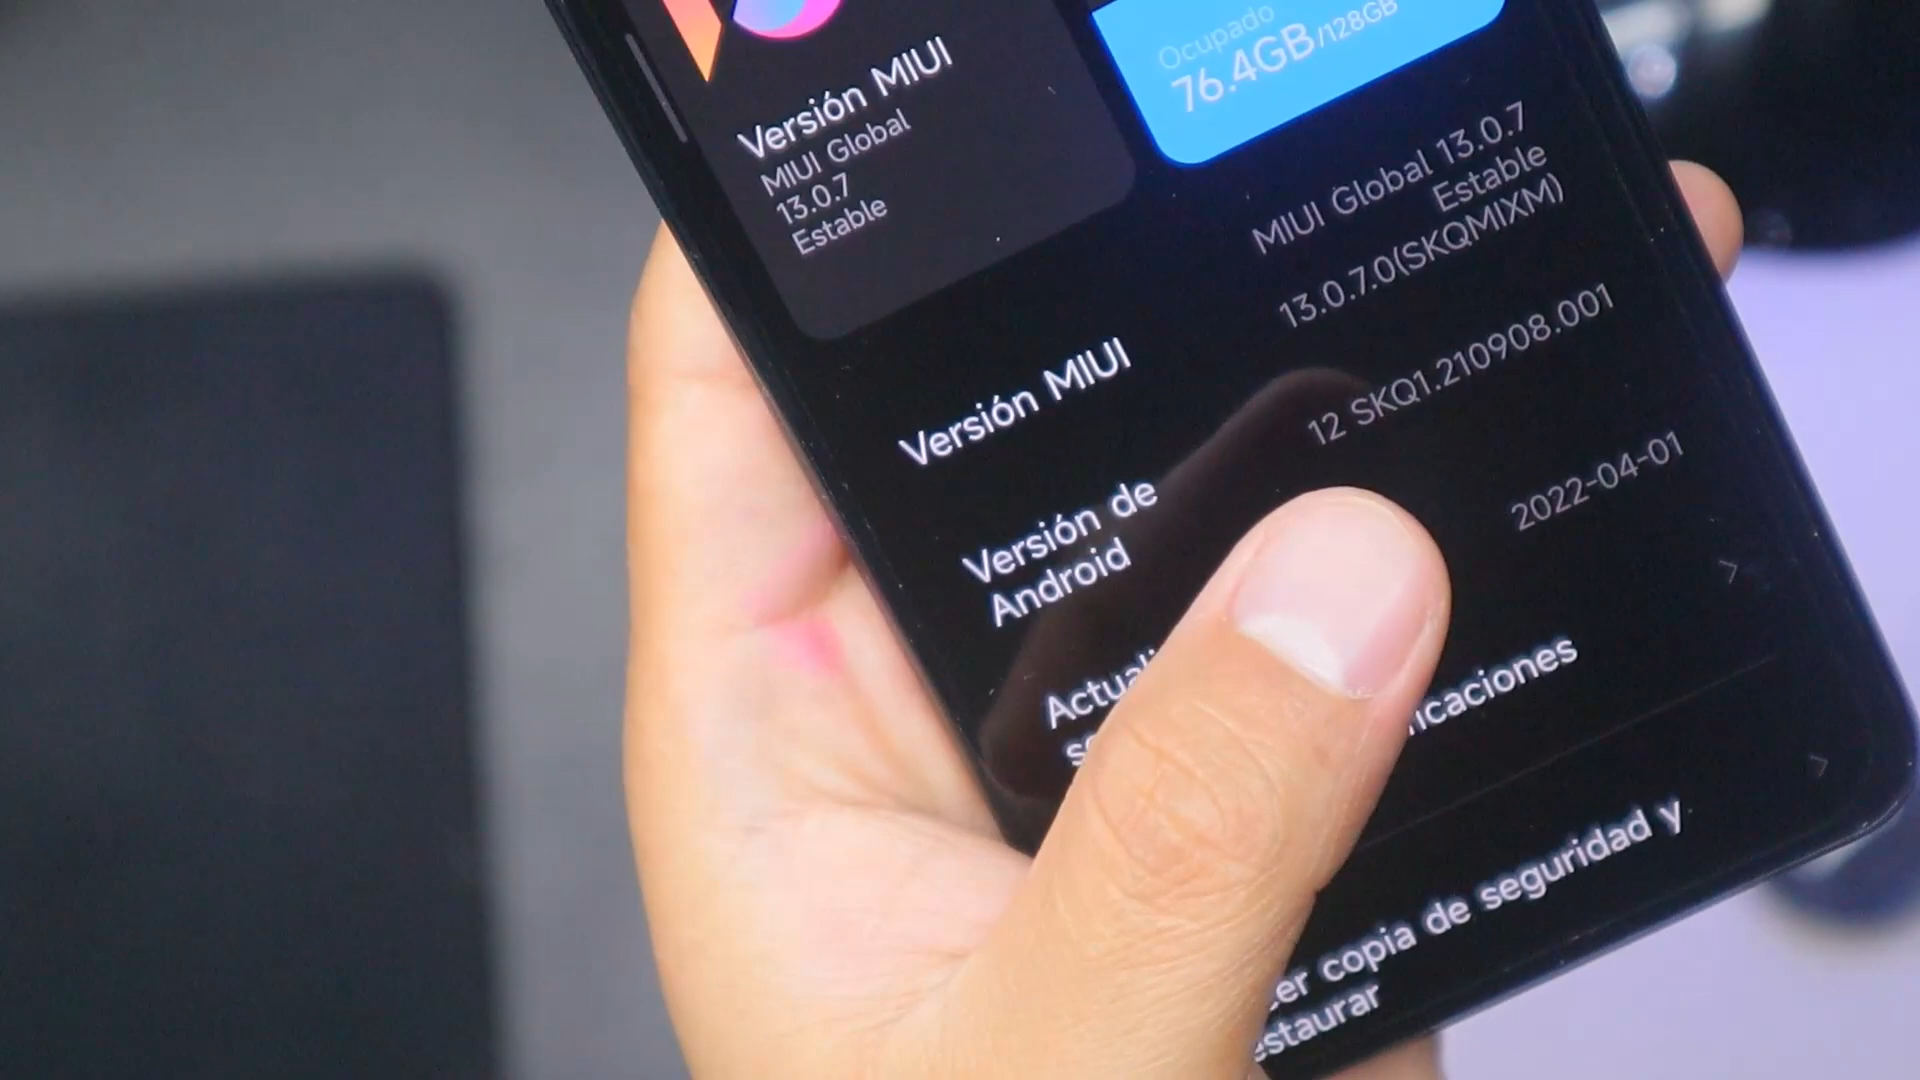 Ocupado
76.4GB/128GB
Versión MIUI
MIUI Global
13.0.7
Estable
Versión MIUI
MIUI Global 13.0.7
Estable
13.0.7.0(SKQMIXM)
Versión de
Android
12 SKQ1.210908.001
2022-04-01
icaciones
copia de seguridad y
estaurar